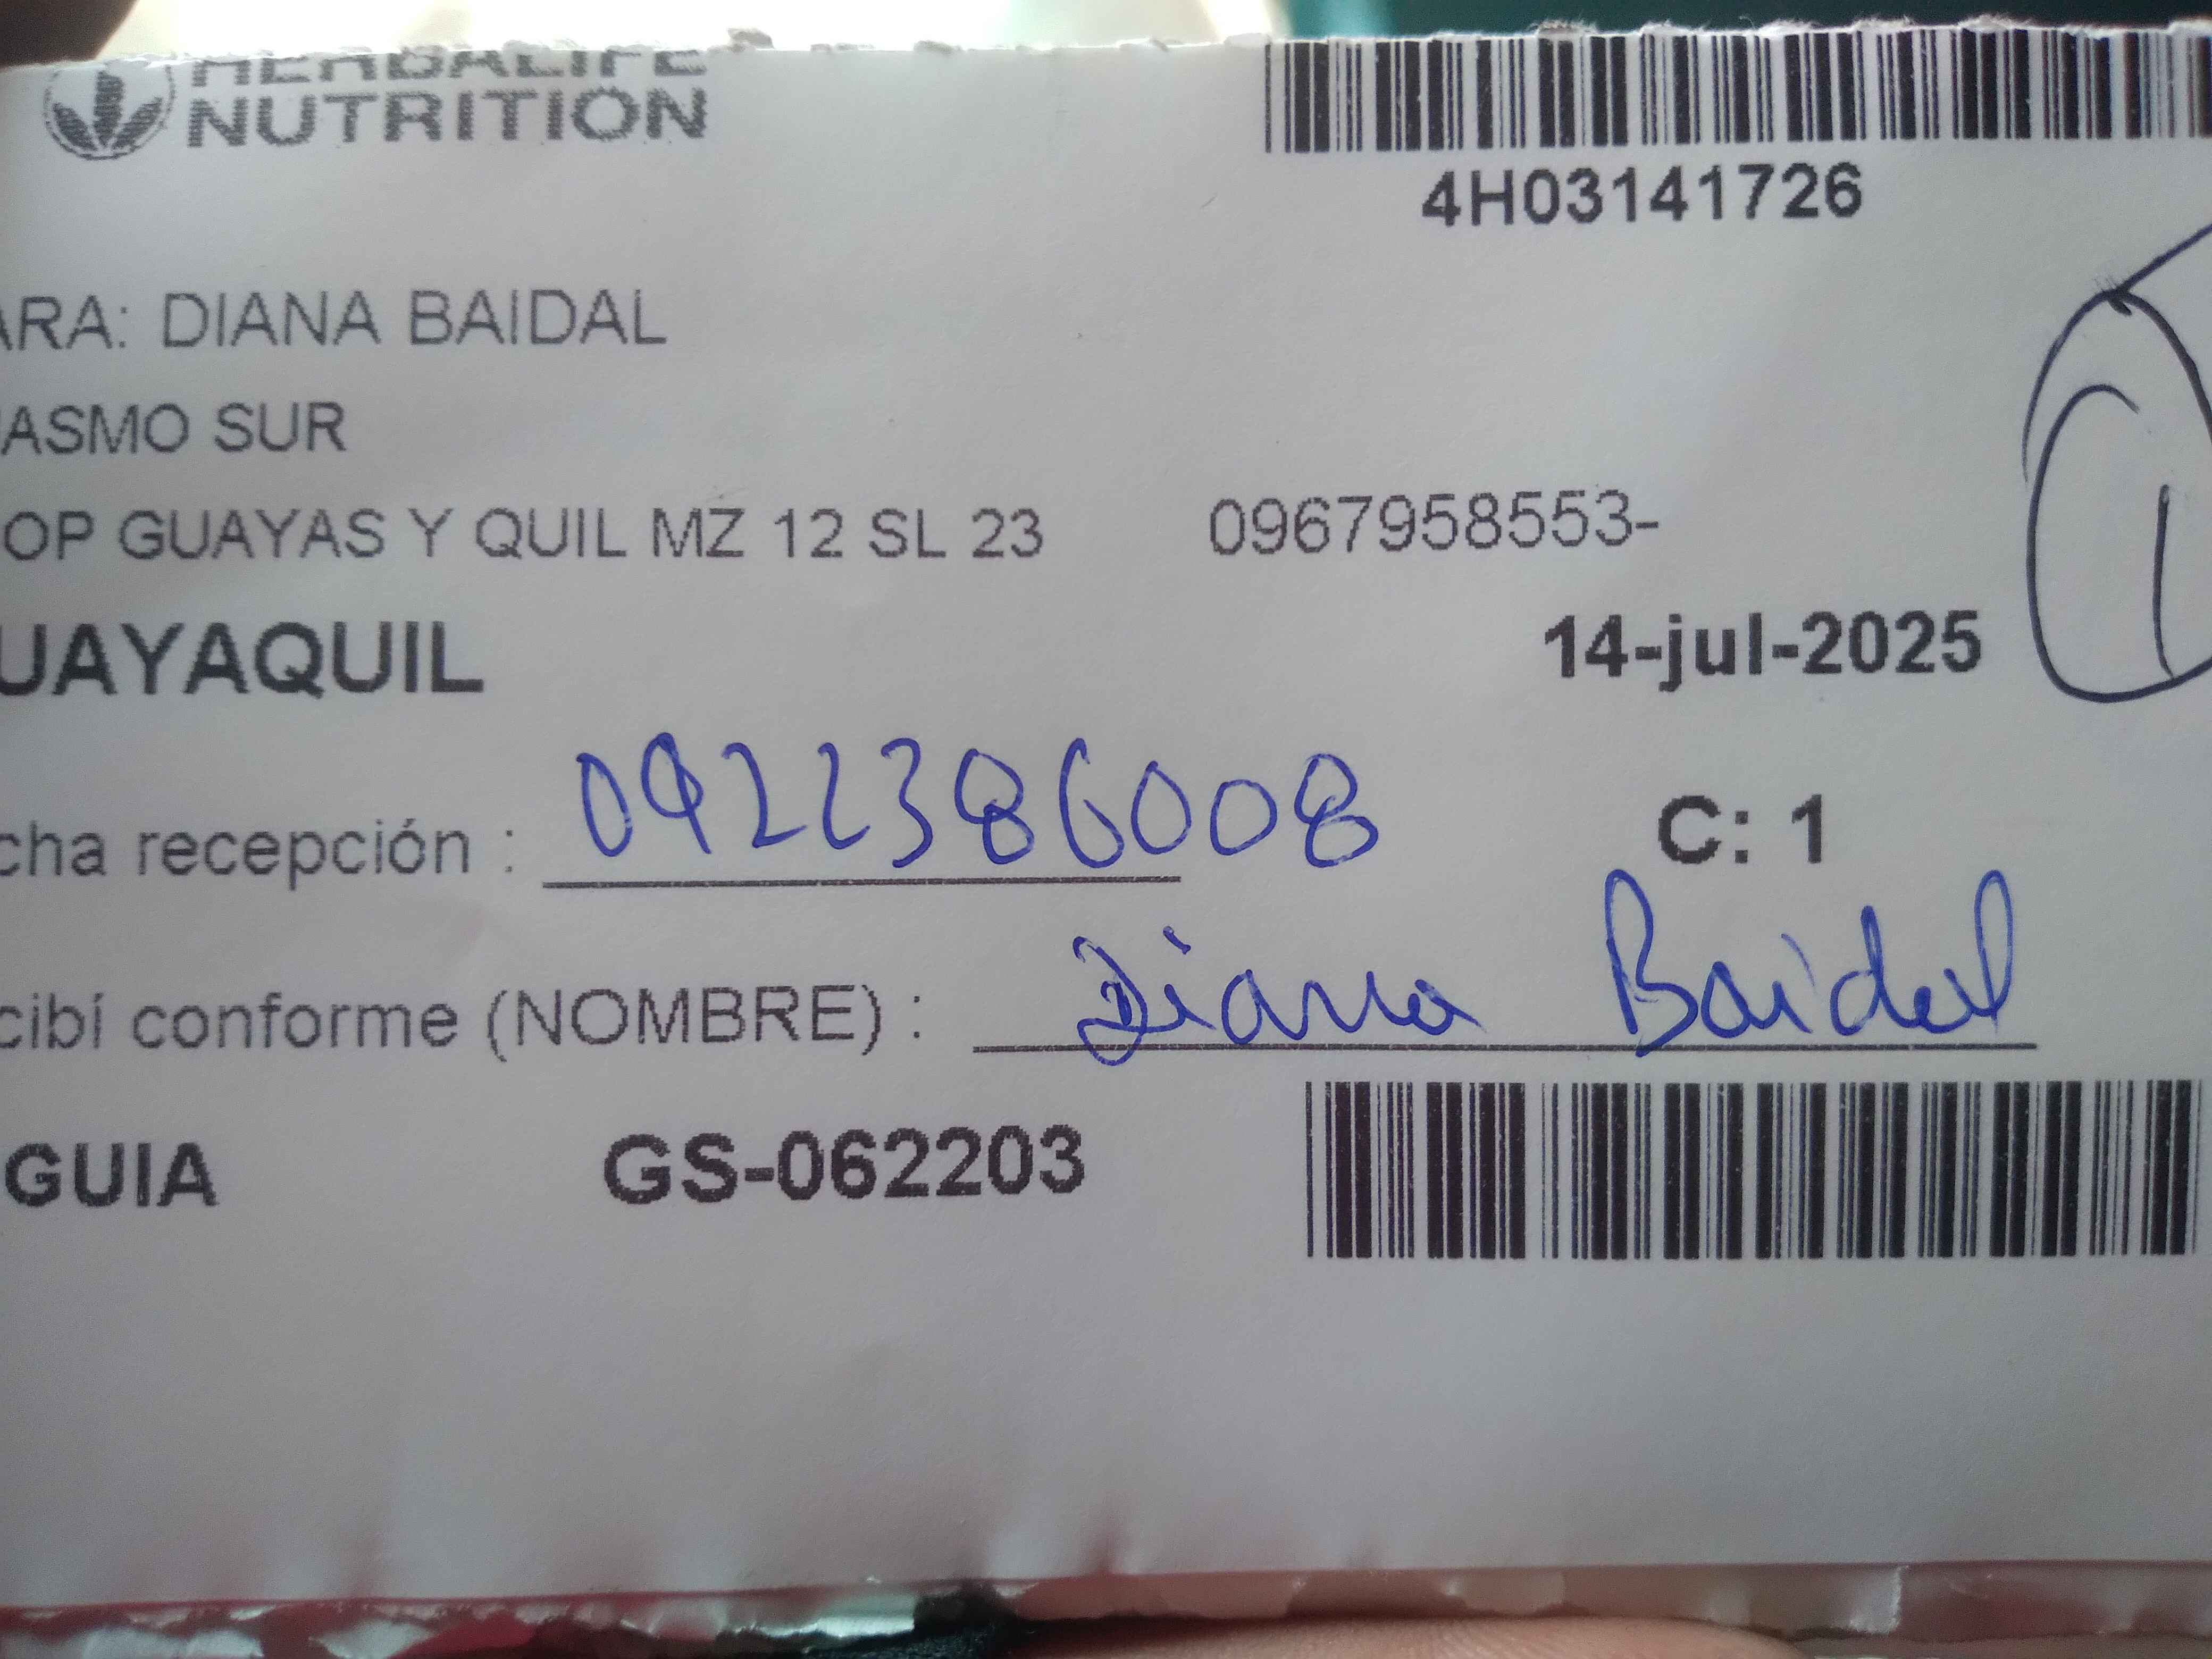 HERBALIFE
NUTRITION
4H03141726
ARA: DIANA BAIDAL
ASMO SUR
OP GUAYAS Y QUIL MZ 12 SL 23 0967958553-
UAYAQUIL 14-jul-2025
1
cha recepción : 0922386008 C: 1
cibí conforme (NOMBRE) : Diana Baidal
GUIA GS-062203